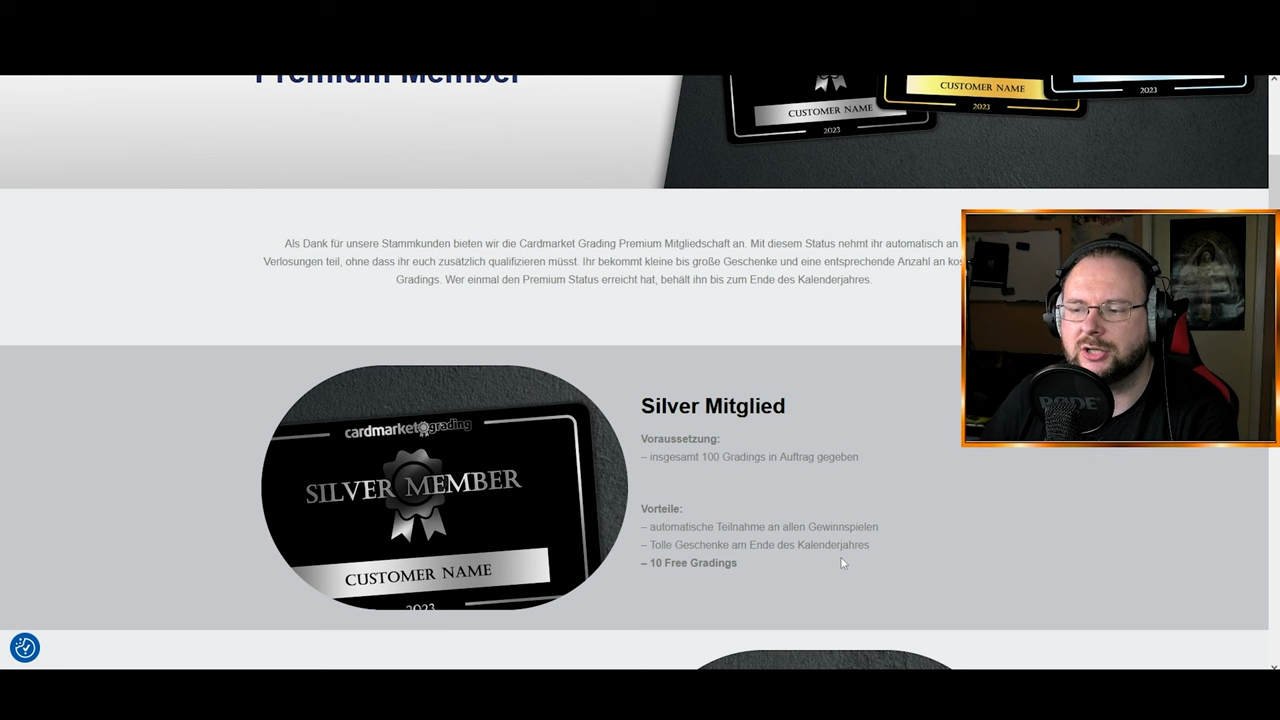 Premium Member
CUSTOMER NAME
2023
CUSTOMER NAME
2023
2023
Als Dank für unsere Stammkunden bieten wir die Cardmarket Grading Premium Mitgliedschaft an. Mit diesem Status nehmt ihr automatisch an
Verlosungen teil, ohne dass ihr euch zusätzlich qualifizieren müsst. Ihr bekommt kleine bis große Geschenke und eine entsprechende Anzahl an kos
Gradings. Wer einmal den Premium Status erreicht hat, behält ihn bis zum Ende des Kalenderjahres.
cardmarket grading
SILVER MEMBER
CUSTOMER NAME
2023
Silver Mitglied
Voraussetzung:
– insgesamt 100 Gradings in Auftrag gegeben
Vorteile:
– automatische Teilnahme an allen Gewinnspielen
– Tolle Geschenke am Ende des Kalenderjahres
– 10 Free Gradings
RØDE